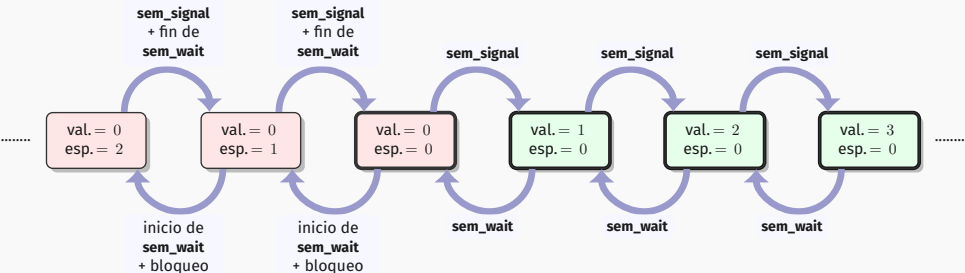 sem_signal
+ fin de
sem_wait
sem_signal
+ fin de
sem_wait
sem_signal
sem_signal
sem_signal
........
val.= 0
esp.= 2
val.= 0
esp.= 1
val.= 0
esp.= 0
val.= 1
esp.= 0
val.= 2
esp.= 0
val.= 3
esp.= 0
........
inicio de
sem_wait
+ bloqueo
inicio de
sem_wait
+ bloqueo
sem_wait
sem_wait
sem_wait